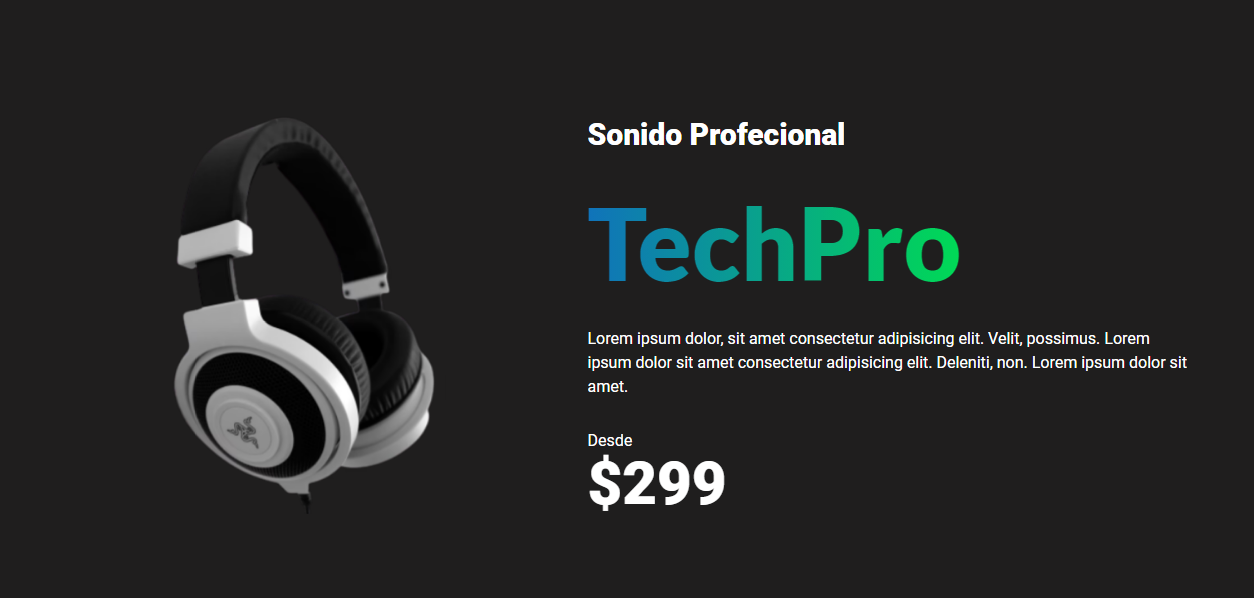 Sonido Profecional
TechPro
Lorem ipsum dolor, sit amet consectetur adipisicing elit. Velit, possimus. Lorem
ipsum dolor sit amet consectetur adipisicing elit. Deleniti, non. Lorem ipsum dolor sit
amet.
Desde
$299